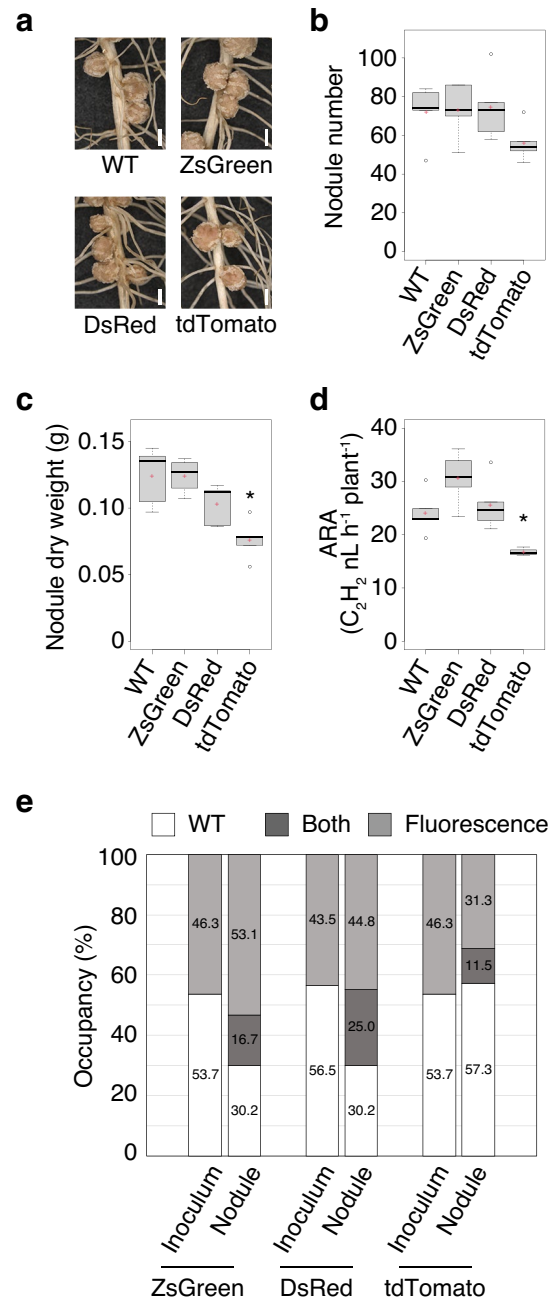 a
WT
ZsGreen
DsRed
tdTomato
b
Nodule number
100
80
60
40
20
0
WT
ZsGreen
DsRed
tdTomato
c
Nodule dry weight (g)
0.15
0.10
0.05
0
*
WT
ZsGreen
DsRed
tdTomato
d
ARA
(C₂H₂ nL h⁻¹ plant⁻¹)
40
30
20
10
0
*
WT
ZsGreen
DsRed
tdTomato
e
WT Both Fluorescence
Occupancy (%)
100
80
60
40
20
0
46.3
53.7
53.1
16.7
30.2
43.5
56.5
44.8
25.0
30.2
46.3
53.7
31.3
11.5
57.3
Inoculum
Nodule
Inoculum
Nodule
Inoculum
Nodule
ZsGreen DsRed tdTomato